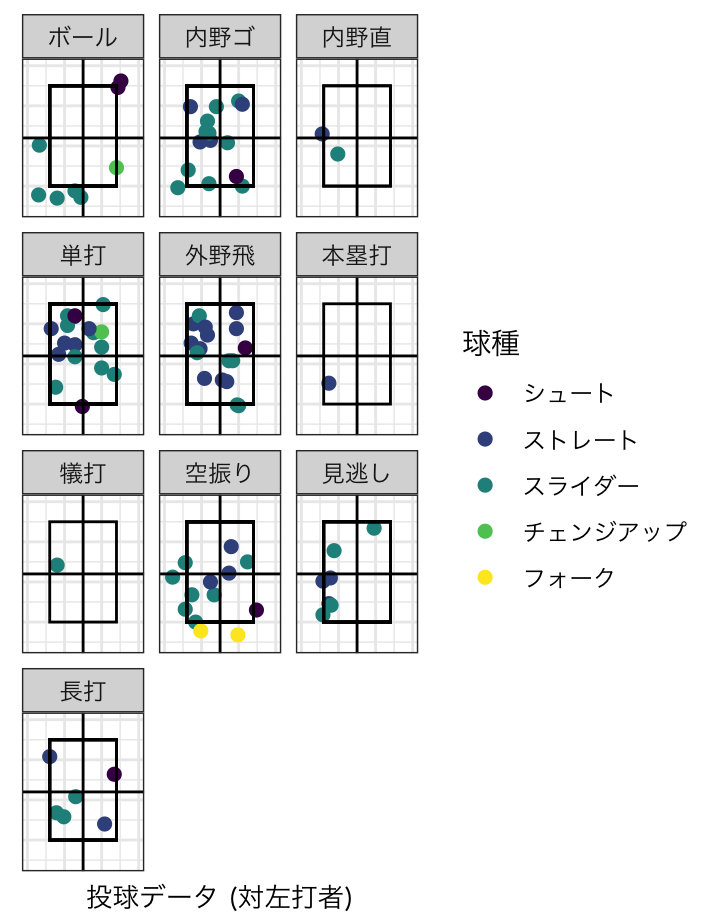 ボール
内野ゴ
内野直
単打
外野飛
本塁打
犠打
空振り
見逃し
長打
球種
シュート
ストレート
スライダー
チェンジアップ
フォーク
投球データ (対左打者)